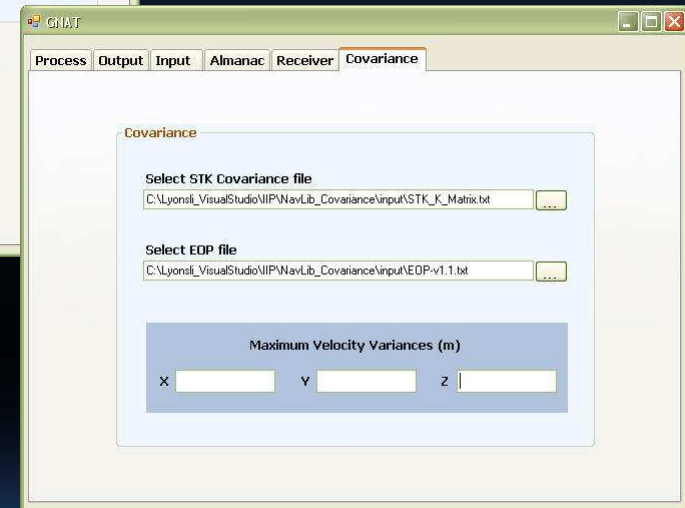 GNAT
Process Output Input Almanac Receiver Covariance
Covariance
Select STK Covariance file
C:\Lyonsli_VisualStudio\IIP\NavLib_Covariance\input\STK_K_Matrix.txt ...
Select EOP file
C:\Lyonsli_VisualStudio\IIP\NavLib_Covariance\input\EOP-v1.1.txt ...
Maximum Velocity Variances (m)
X Y Z